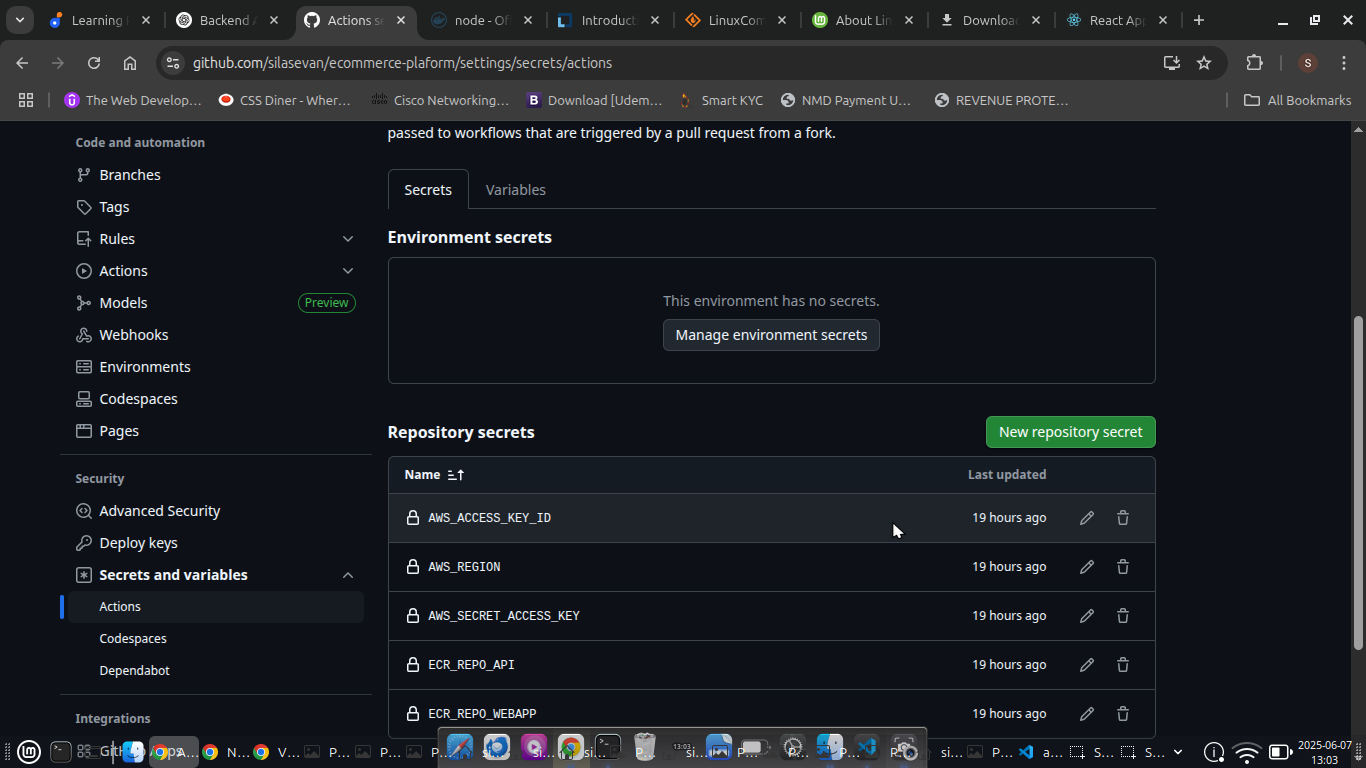 Learning
Backend A
Actions se
node - Of
Introduct
LinuxCom
About Lin
Download
React App
github.com/silasevan/ecommerce-plaform/settings/secrets/actions
S
The Web Develop...
CSS Diner - Wher...
Cisco Networking...
Download [Udem...
Smart KYC
NMD Payment U...
REVENUE PROTE...
All Bookmarks
Code and automation
Branches
Tags
Rules
Actions
Models
Preview
Webhooks
Environments
Codespaces
Pages
Security
Advanced Security
Deploy keys
Secrets and variables
Actions
Codespaces
Dependabot
Integrations
passed to workflows that are triggered by a pull request from a fork.
Secrets
Variables
Environment secrets
This environment has no secrets.
Manage environment secrets
Repository secrets
New repository secret
Name
Last updated
AWS_ACCESS_KEY_ID
19 hours ago
AWS_REGION
19 hours ago
AWS_SECRET_ACCESS_KEY
19 hours ago
ECR_REPO_API
19 hours ago
ECR_REPO_WEBAPP
19 hours ago
A...
N...
V...
P...
P...
13:03
si...
P...
a...
S...
S...
2025-06-07
13:03